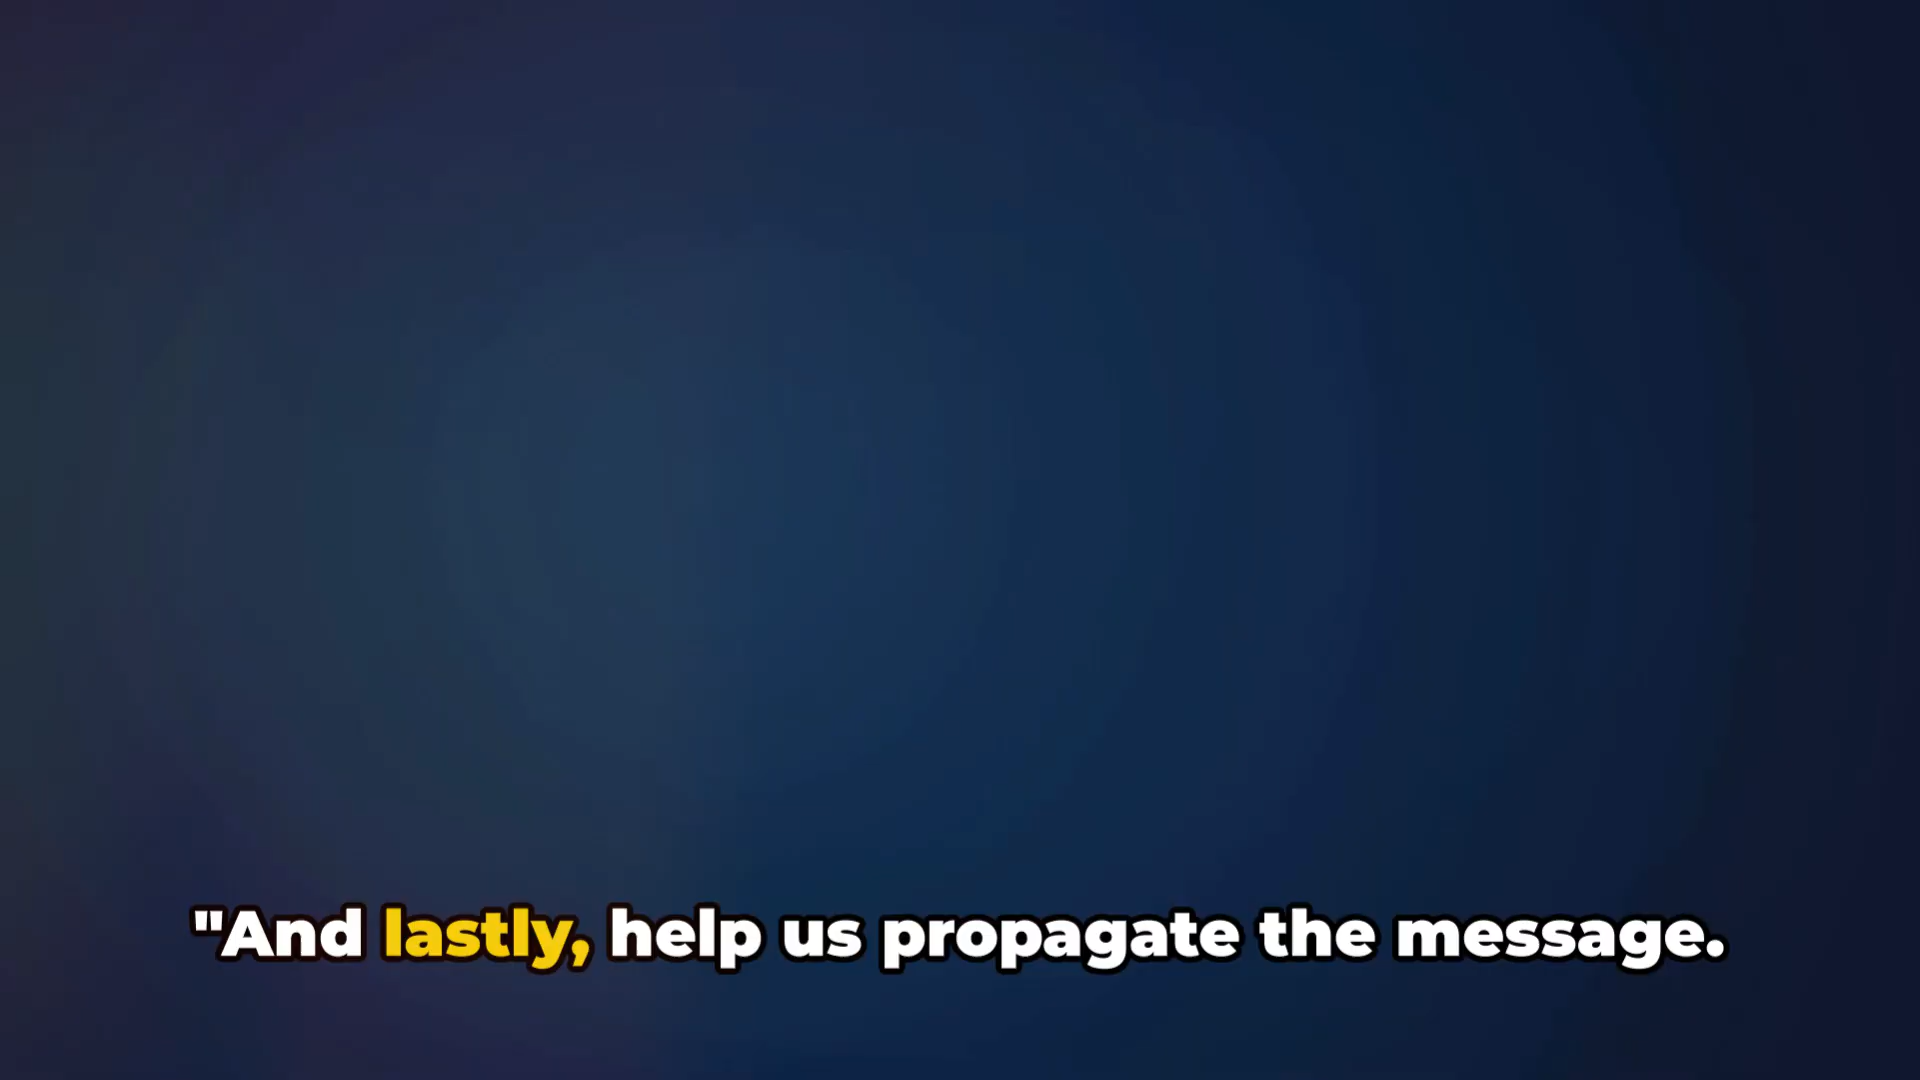 "And lastly, help us propagate the message.